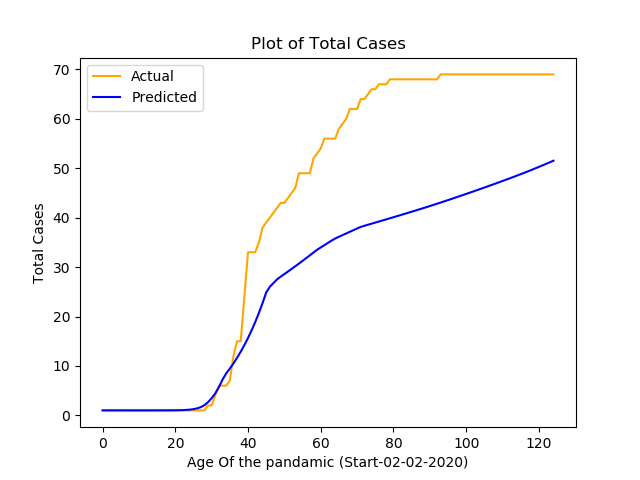 Plot of Total Cases
Actual
Predicted
70
60
50
40
30
20
10
0
Total Cases
0 20 40 60 80 100 120
Age Of the pandamic (Start-02-02-2020)